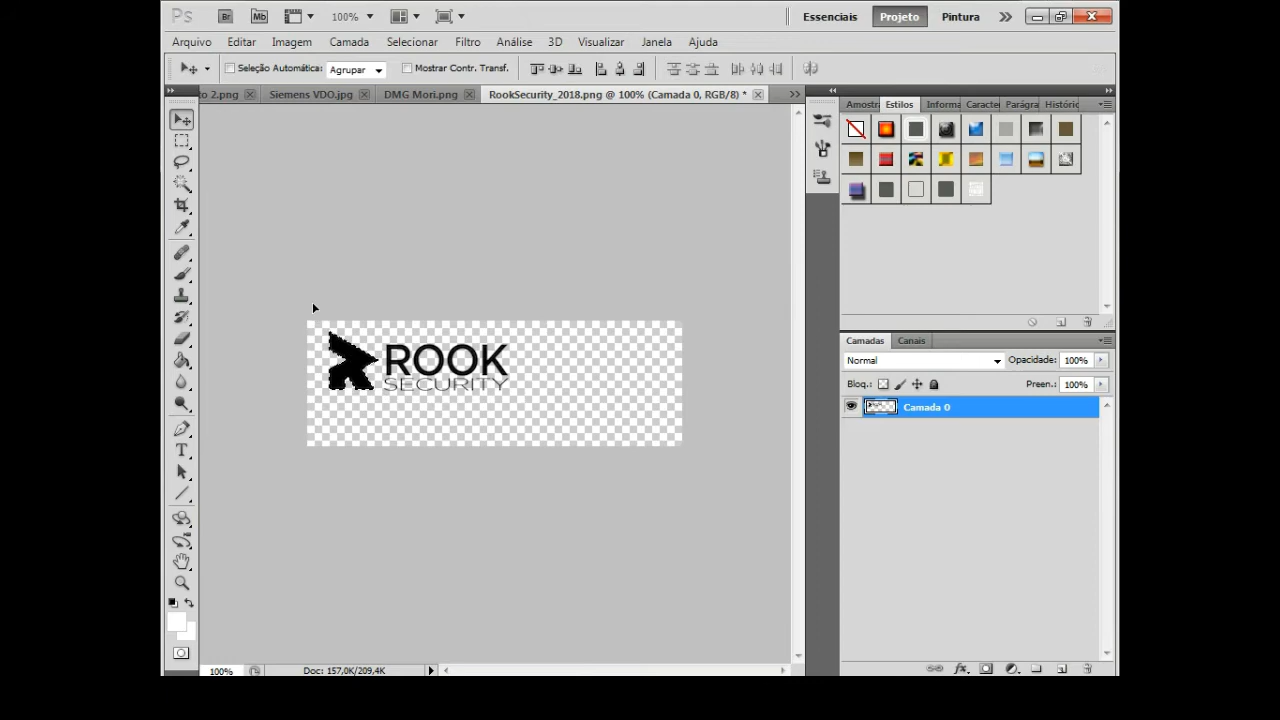 Ps Br Mb 100% Essenciais Projeto Pintura
Arquivo Editar Imagem Camada Selecionar Filtro Análise 3D Visualizar Janela Ajuda
Seleção Automática: Agrupar Mostrar Contr. Transf.
to 2.png Siemens VDO.jpg DMG Mori.png RookSecurity_2018.png @ 100% (Camada 0, RGB/8) *
Amostra Estilos Informa Caracte Parágra Histório
ROOK
SECURITY
Camadas Canais
Normal Opacidade: 100%
Bloq.: Preen.: 100%
Camada 0
100% Doc: 157,0K/209,4K